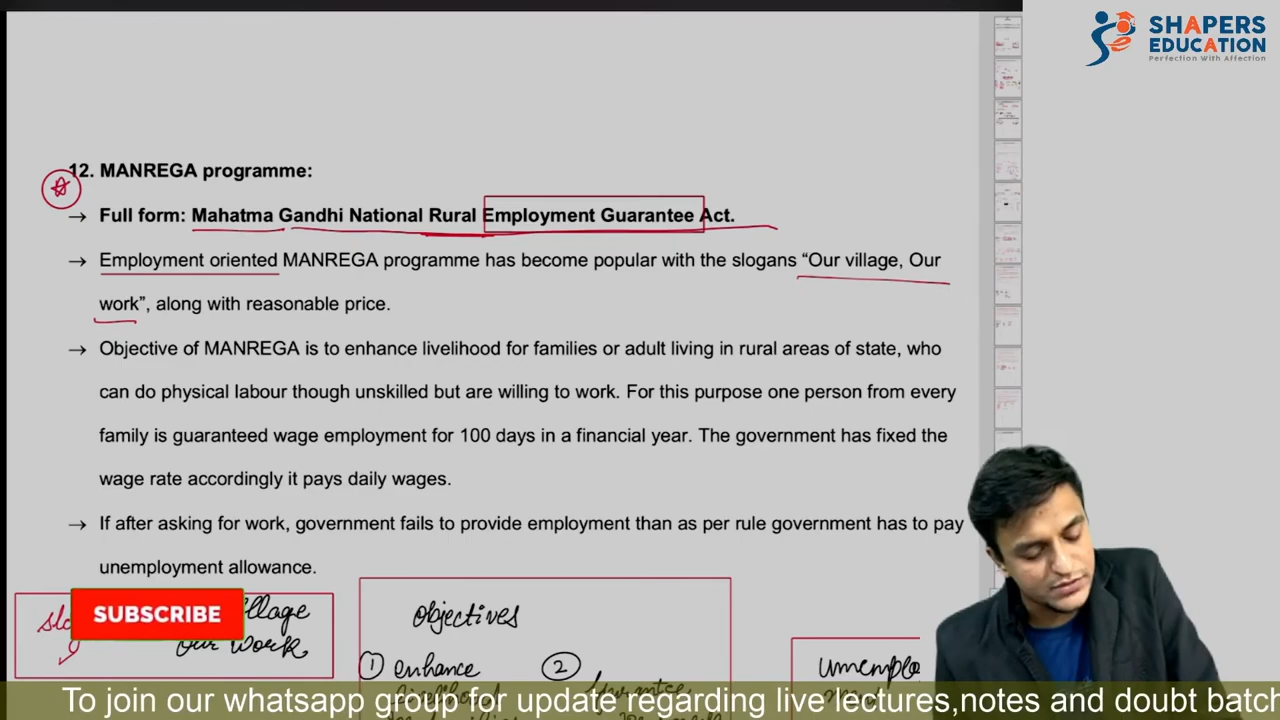 SHAPERS
EDUCATION
Perfection With Affection
12. MANREGA programme:
→ Full form: Mahatma Gandhi National Rural Employment Guarantee Act.
→ Employment oriented MANREGA programme has become popular with the slogans “Our village, Our
work”, along with reasonable price.
→ Objective of MANREGA is to enhance livelihood for families or adult living in rural areas of state, who
can do physical labour though unskilled but are willing to work. For this purpose one person from every
family is guaranteed wage employment for 100 days in a financial year. The government has fixed the
wage rate accordingly it pays daily wages.
→ If after asking for work, government fails to provide employment than as per rule government has to pay
unemployment allowance.
SUBSCRIBE
our work
objectives
① enhance
②
To join our whatsapp group for update regarding live lectures,notes and doubt batch